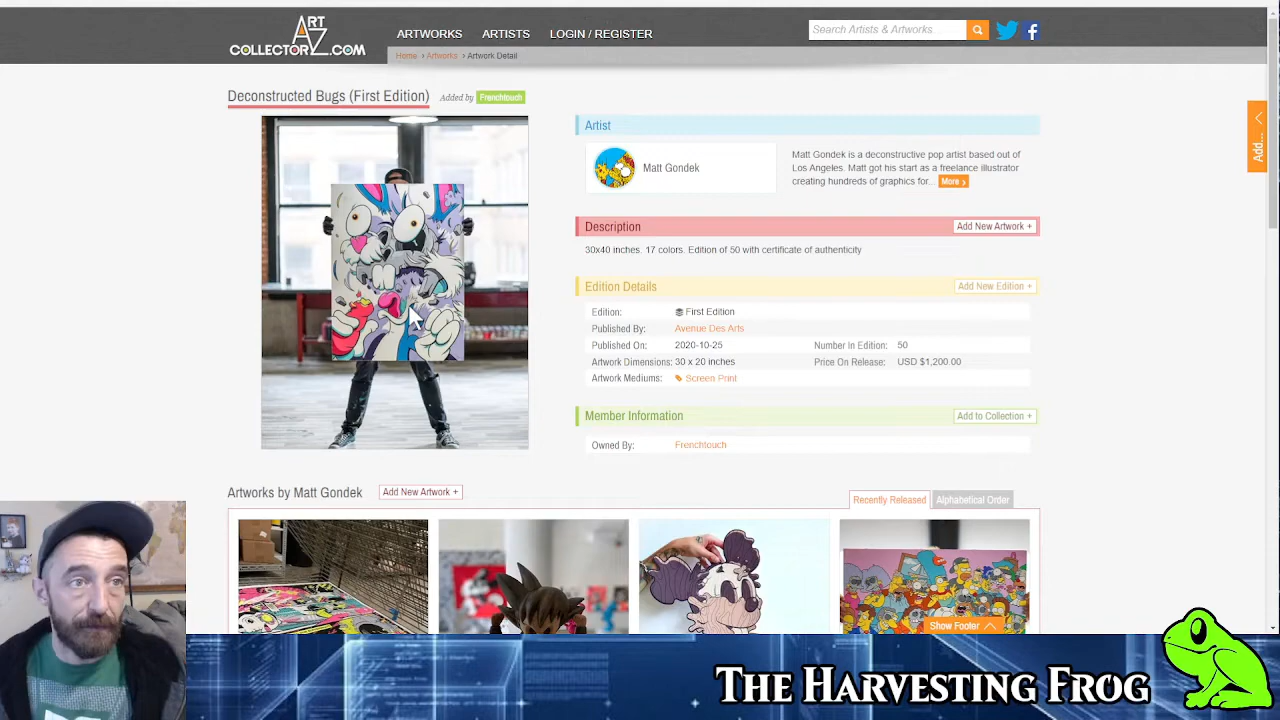 ART
AZ
COLLECTORZ.COM
ARTWORKS
ARTISTS
LOGIN / REGISTER
Search Artists & Artworks
Home › Artworks › Artwork Detail
Add...
Deconstructed Bugs (First Edition)
Added by Frenchtouch
Artist
Matt Gondek
Matt Gondek is a deconstructive pop artist based out of
Los Angeles. Matt got his start as a freelance illustrator
creating hundreds of graphics for... More ›
Description
Add New Artwork +
30x40 inches. 17 colors. Edition of 50 with certificate of authenticity
Edition Details
Add New Edition +
Edition: First Edition
Published By: Avenue Des Arts
Published On: 2020-10-25 Number In Edition: 50
Artwork Dimensions: 30 x 20 inches Price On Release: USD $1,200.00
Artwork Mediums: Screen Print
Member Information
Add to Collection +
Owned By: Frenchtouch
Artworks by Matt Gondek
Add New Artwork +
Recently Released
Alphabetical Order
Show Footer
The Harvesting Frog